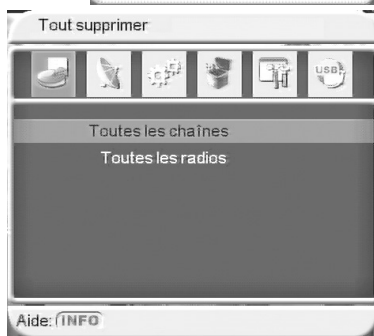 Tout supprimer
USB
Toutes les chaînes
Toutes les radios
Aide: INFO